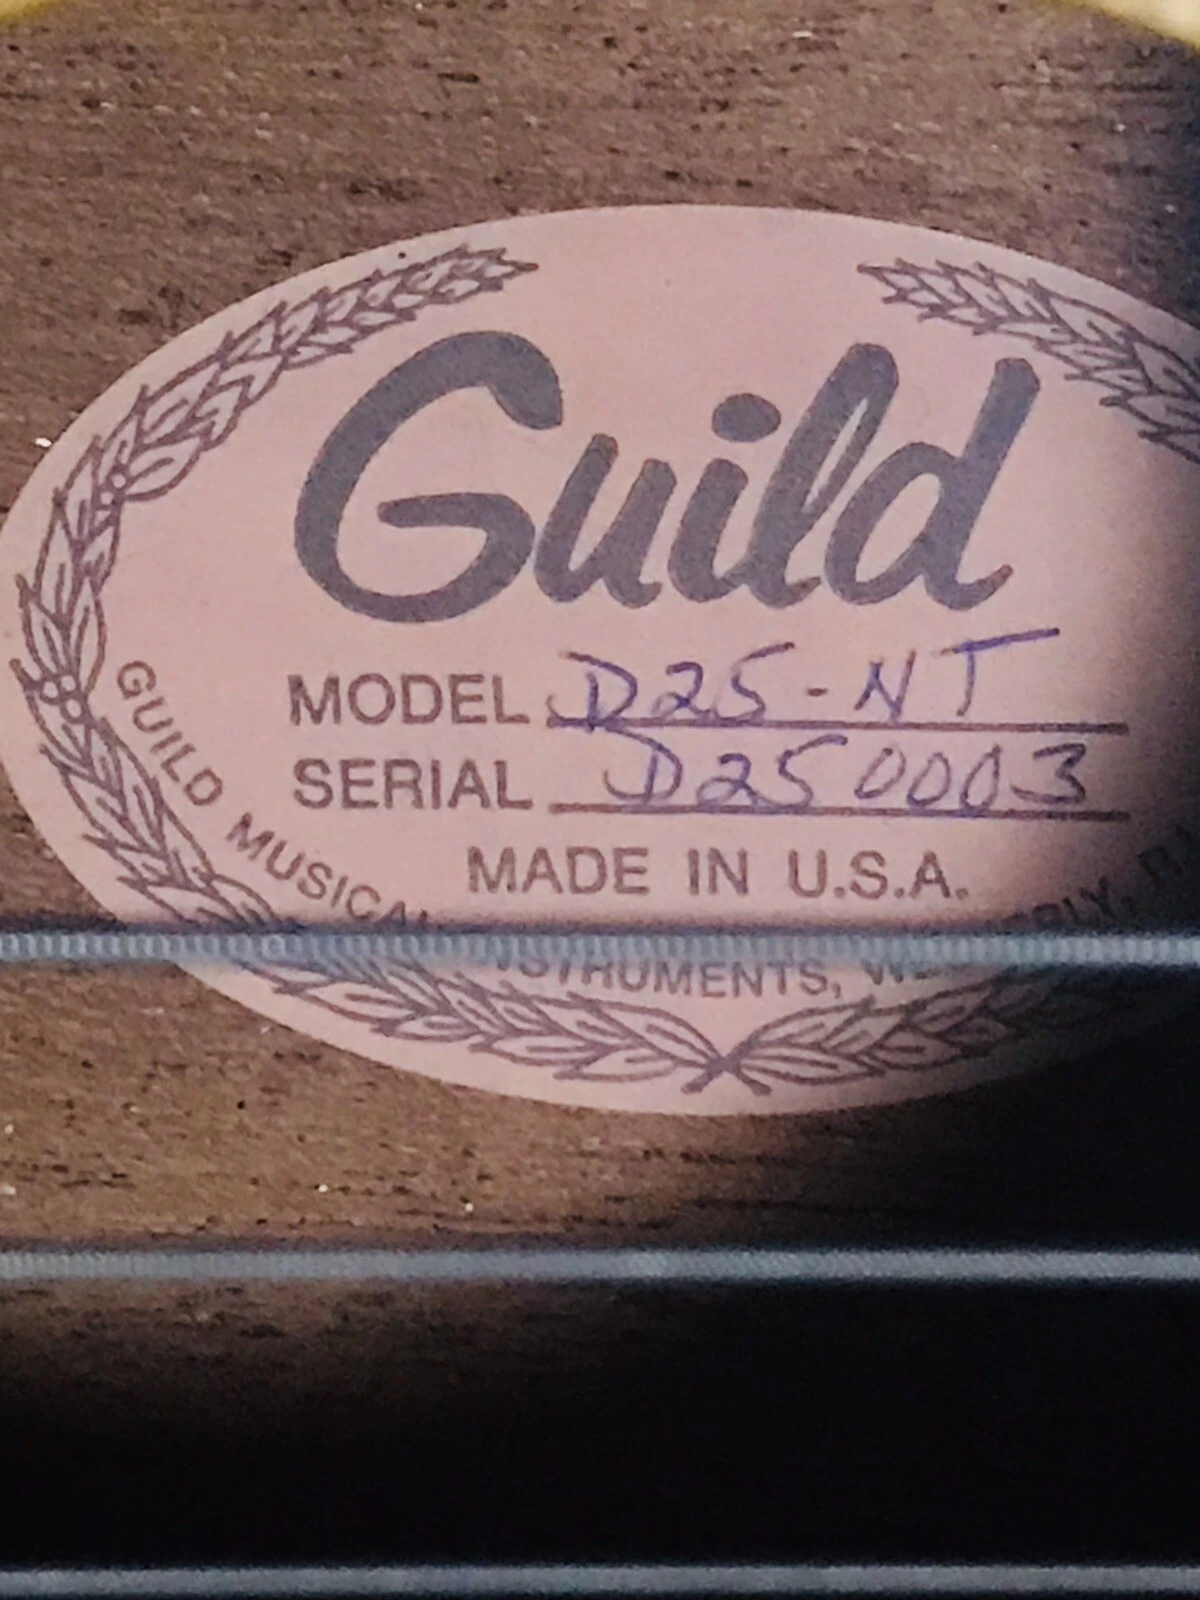 Guild
MODEL D25-NT
SERIAL D250003
MADE IN U.S.A.
GUILD MUSICAL INSTRUMENTS,